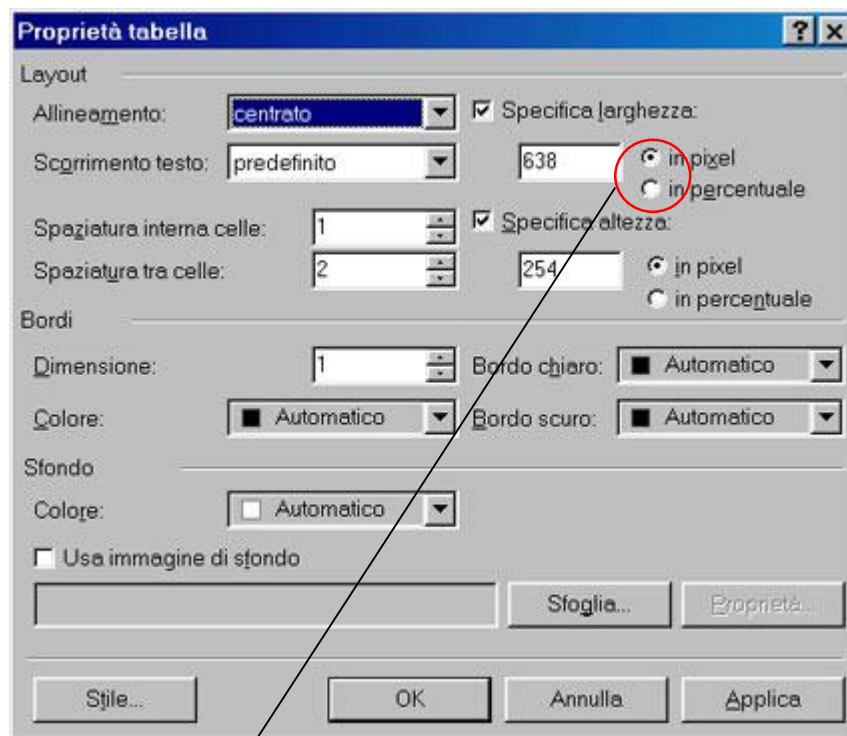 Proprietà tabella
Layout
Allineamento: centrato Specifica larghezza:
Scorrimento testo: predefinito 638 in pixel
in percentuale
Spaziatura interna celle: 1 Specifica altezza:
Spaziatura tra celle: 2 254 in pixel
in percentuale
Bordi
Dimensione: 1 Bordo chiaro: Automatico
Colore: Automatico Bordo scuro: Automatico
Sfondo
Colore: Automatico
Usa immagine di sfondo
Sfoglia... Proprietà...
Stile... OK Annulla Applica